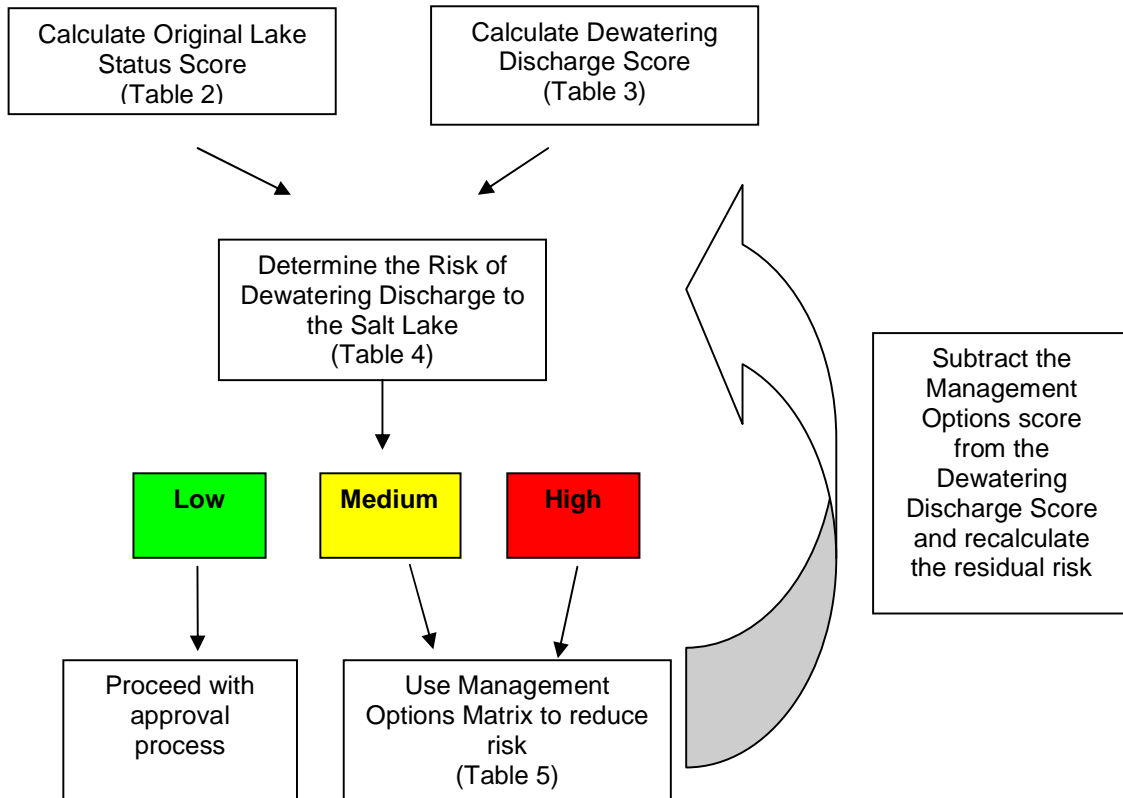 Calculate Original Lake
Status Score
(Table 2)
Calculate Dewatering
Discharge Score
(Table 3)
Determine the Risk of
Dewatering Discharge to
the Salt Lake
(Table 4)
Low
Medium
High
Subtract the
Management
Options score
from the
Dewatering
Discharge Score
and recalculate
the residual risk
Proceed with
approval
process
Use Management
Options Matrix to reduce
risk
(Table 5)